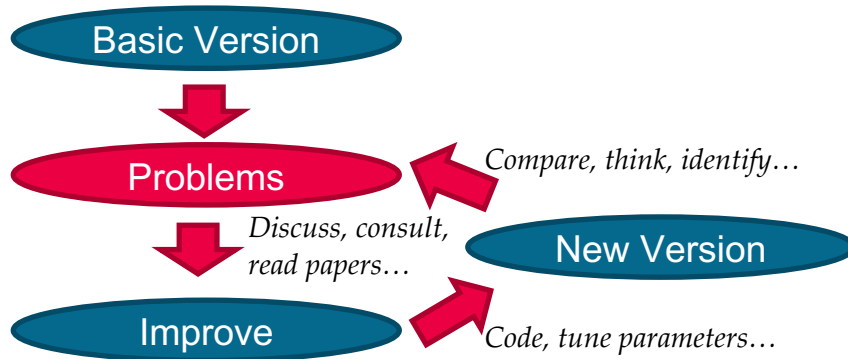 Basic Version
Problems
Compare, think, identify…
Discuss, consult,
read papers…
New Version
Improve
Code, tune parameters…